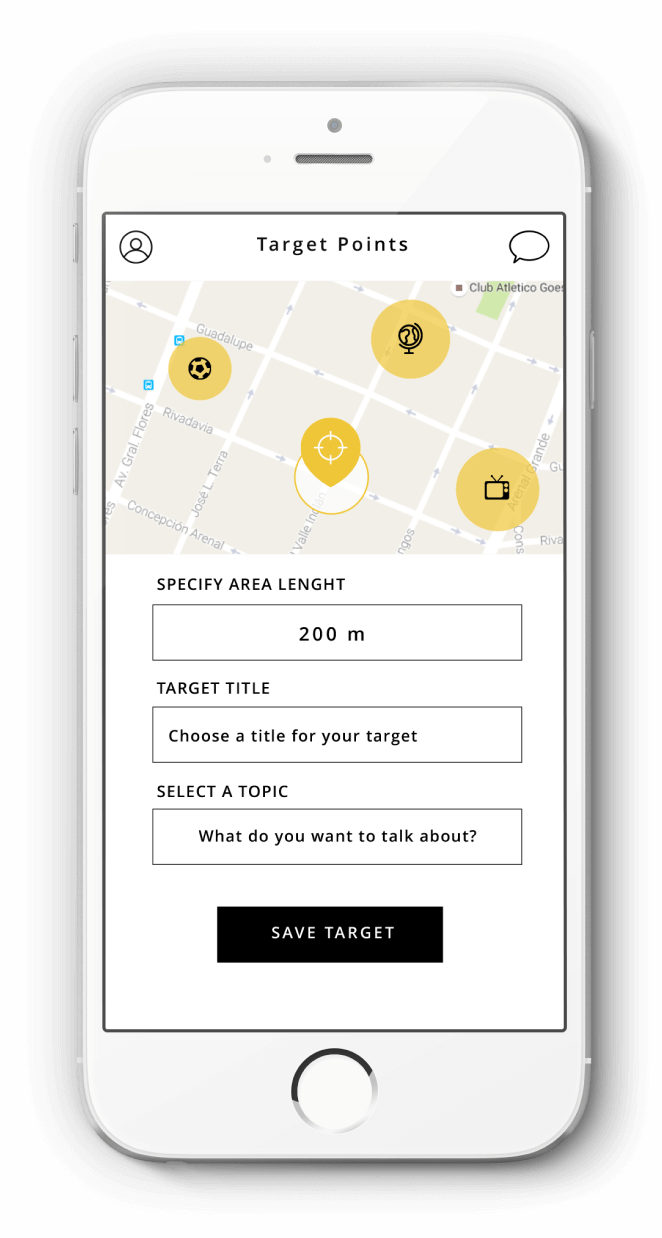 Target Points
Club Atletico Goes
Guadalupe
Rivadavia
Av. Gral. Flores
José L. Terra
Arenal Grande
Gu
Concepción Arenal
res
Valle Inclán
ngos
Cons
Riva
SPECIFY AREA LENGHT
200 m
TARGET TITLE
Choose a title for your target
SELECT A TOPIC
What do you want to talk about?
SAVE TARGET